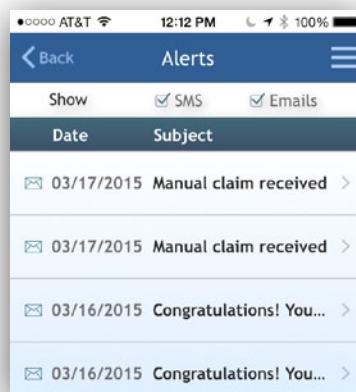 AT&T 12:12 PM 100%
Back Alerts
Show SMS Emails
Date Subject
03/17/2015 Manual claim received
03/17/2015 Manual claim received
03/16/2015 Congratulations! You...
03/16/2015 Congratulations! You...